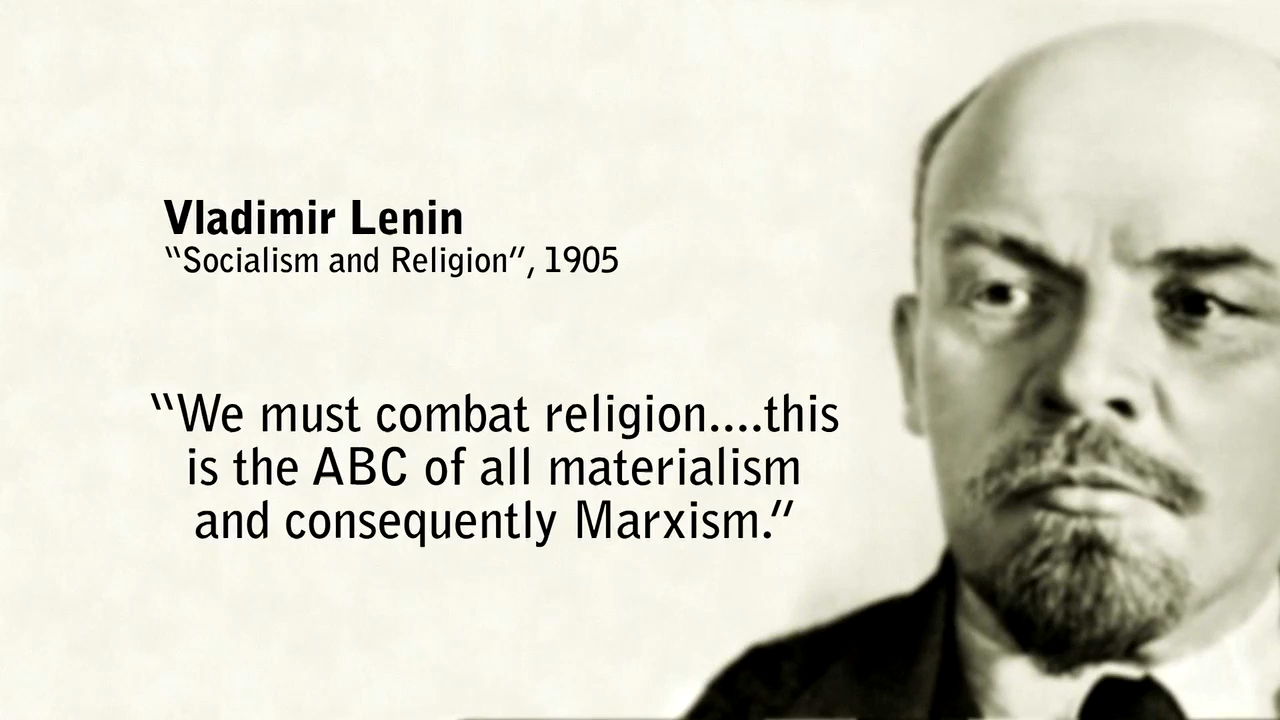 Vladimir Lenin
“Socialism and Religion”, 1905
“We must combat religion....this
is the ABC of all materialism
and consequently Marxism.”